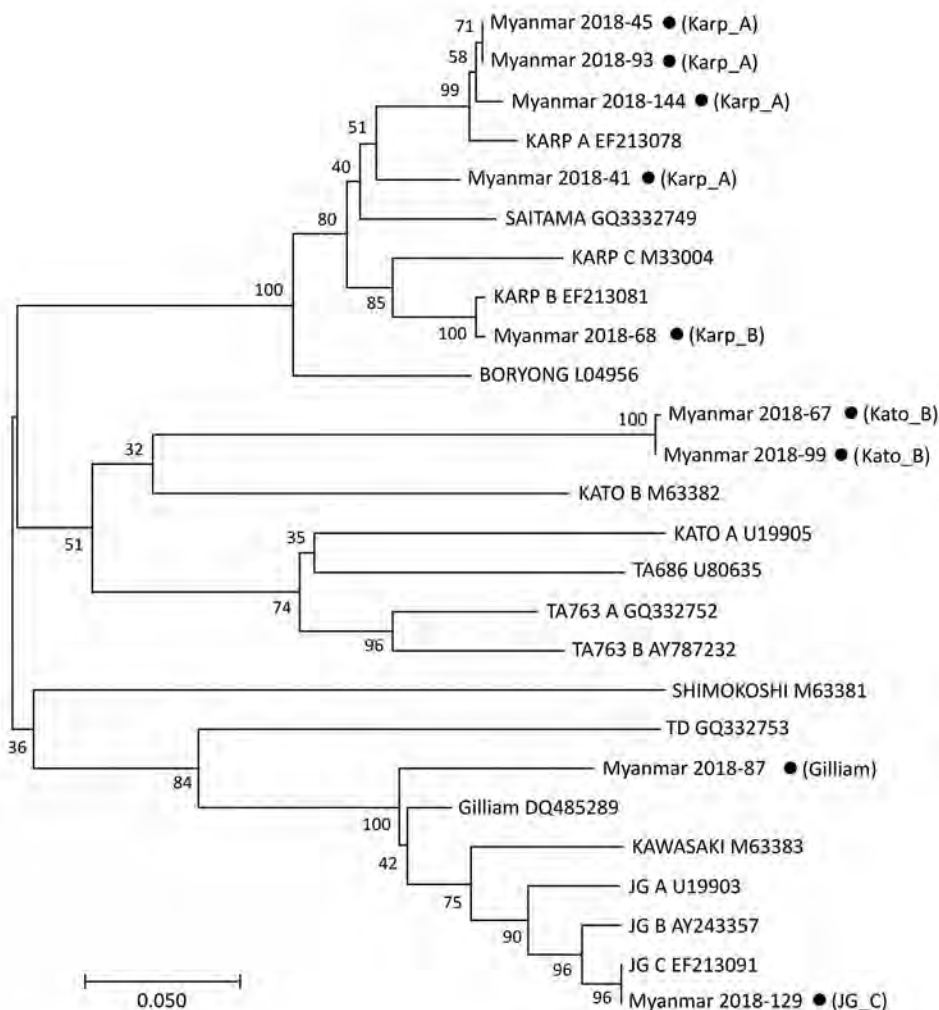 71
Myanmar 2018-45 ● (Karp_A)
58
Myanmar 2018-93 ● (Karp_A)
99
Myanmar 2018-144 ● (Karp_A)
51
KARP A EF213078
40
Myanmar 2018-41 ● (Karp_A)
80
SAITAMA GQ3332749
KARP C M33004
100
85
KARP B EF213081
100
Myanmar 2018-68 ● (Karp_B)
BORYONG L04956
100
Myanmar 2018-67 ● (Kato_B)
32
Myanmar 2018-99 ● (Kato_B)
KATO B M63382
51
35
KATO A U19905
TA686 U80635
74
TA763 A GQ332752
96
TA763 B AY787232
SHIMOKOSHI M63381
36
TD GQ332753
84
Myanmar 2018-87 ● (Gilliam)
100
Gilliam DQ485289
42
KAWASAKI M63383
75
JG A U19903
90
JG B AY243357
96
JG C EF213091
96
Myanmar 2018-129 ● (JG_C)
0.050